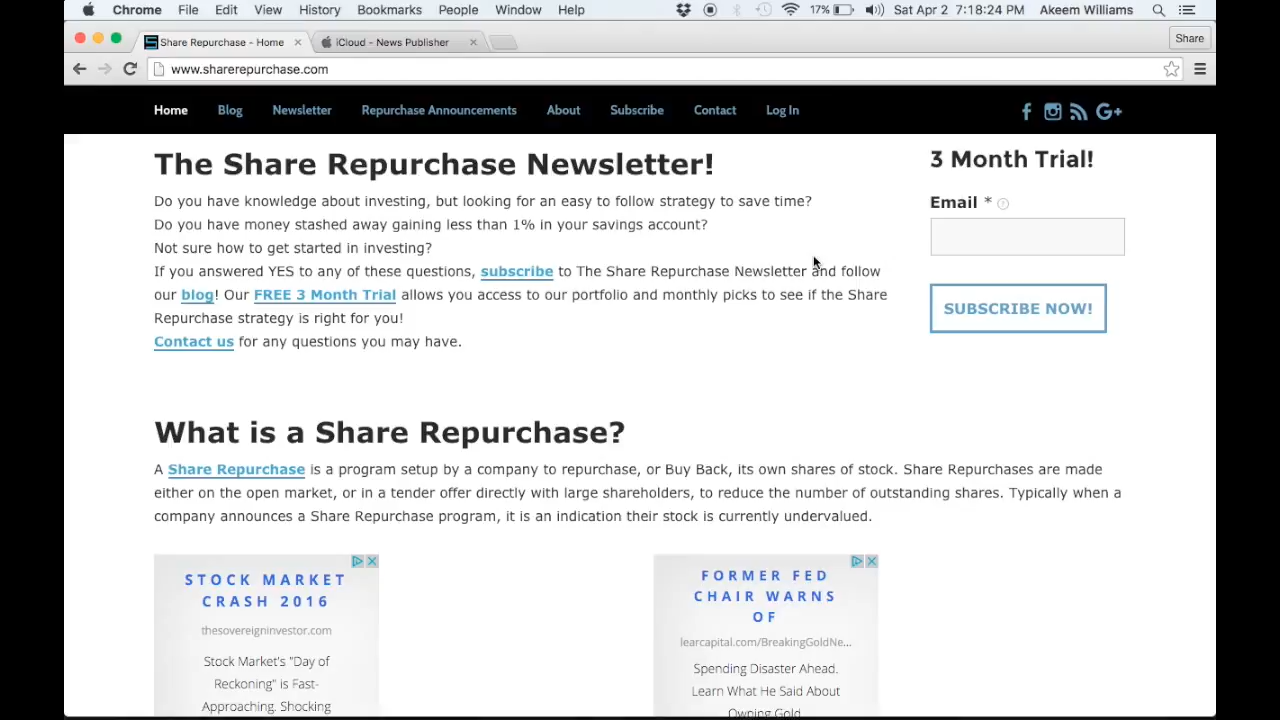 Chrome File Edit View History Bookmarks People Window Help 17% Sat Apr 2 7:18:24 PM Akeem Williams
Share Repurchase - Home iCloud - News Publisher Share
www.sharerepurchase.com
Home Blog Newsletter Repurchase Announcements About Subscribe Contact Log In
The Share Repurchase Newsletter!
Do you have knowledge about investing, but looking for an easy to follow strategy to save time?
Do you have money stashed away gaining less than 1% in your savings account?
Not sure how to get started in investing?
If you answered YES to any of these questions, subscribe to The Share Repurchase Newsletter and follow
our blog! Our FREE 3 Month Trial allows you access to our portfolio and monthly picks to see if the Share
Repurchase strategy is right for you!
Contact us for any questions you may have.
3 Month Trial!
Email *
SUBSCRIBE NOW!
What is a Share Repurchase?
A Share Repurchase is a program setup by a company to repurchase, or Buy Back, its own shares of stock. Share Repurchases are made
either on the open market, or in a tender offer directly with large shareholders, to reduce the number of outstanding shares. Typically when a
company announces a Share Repurchase program, it is an indication their stock is currently undervalued.
STOCK MARKET
CRASH 2016
thesovereigninvestor.com
Stock Market's "Day of
Reckoning" is Fast-
Approaching. Shocking
FORMER FED
CHAIR WARNS
OF
learcapital.com/BreakingGoldNe...
Spending Disaster Ahead.
Learn What He Said About
Owning Gold